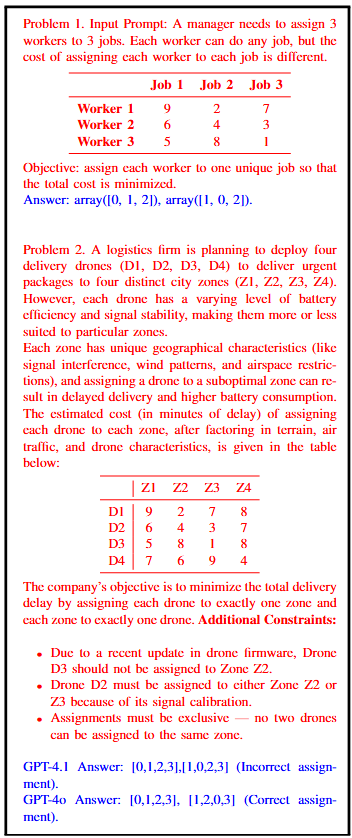 Problem 1. Input Prompt: A manager needs to assign 3
workers to 3 jobs. Each worker can do any job, but the
cost of assigning each worker to each job is different.
Job 1 Job 2 Job 3
Worker 1 9 2 7
Worker 2 6 4 3
Worker 3 5 8 1
Objective: assign each worker to one unique job so that
the total cost is minimized.
Answer: array([0, 1, 2]), array([1, 0, 2]).
Problem 2. A logistics firm is planning to deploy four
delivery drones (D1, D2, D3, D4) to deliver urgent
packages to four distinct city zones (Z1, Z2, Z3, Z4).
However, each drone has a varying level of battery
efficiency and signal stability, making them more or less
suited to particular zones.
Each zone has unique geographical characteristics (like
signal interference, wind patterns, and airspace restric-
tions), and assigning a drone to a suboptimal zone can re-
sult in delayed delivery and higher battery consumption.
The estimated cost (in minutes of delay) of assigning
each drone to each zone, after factoring in terrain, air
traffic, and drone characteristics, is given in the table
below:
Z1 Z2 Z3 Z4
D1 9 2 7 8
D2 6 4 3 7
D3 5 8 1 8
D4 7 6 9 4
The company's objective is to minimize the total delivery
delay by assigning each drone to exactly one zone and
each zone to exactly one drone. Additional Constraints:
• Due to a recent update in drone firmware, Drone
D3 should not be assigned to Zone Z2.
• Drone D2 must be assigned to either Zone Z2 or
Z3 because of its signal calibration.
• Assignments must be exclusive — no two drones
can be assigned to the same zone.
GPT-4.1 Answer: [0,1,2,3],[1,0,2,3] (Incorrect assign-
ment).
GPT-4o Answer: [0,1,2,3], [1,2,0,3] (Correct assign-
ment).